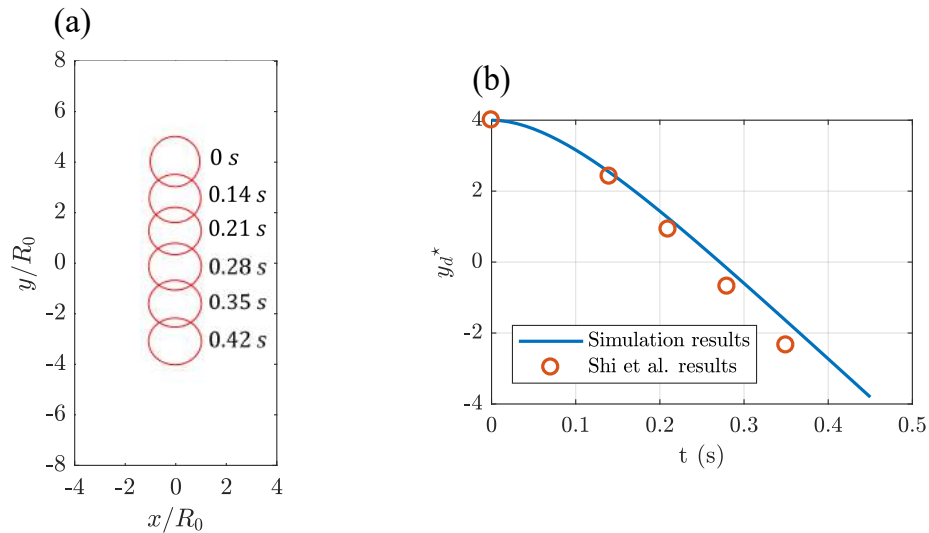 (a)
8
6
4
2
0
-2
-4
-6
-8
y/R₀
0 s
0.14 s
0.21 s
0.28 s
0.35 s
0.42 s
-4 -2 0 2 4
x/R₀
(b)
4
2
0
-2
-4
y_d*
Simulation results
Shi et al. results
0 0.1 0.2 0.3 0.4 0.5
t (s)